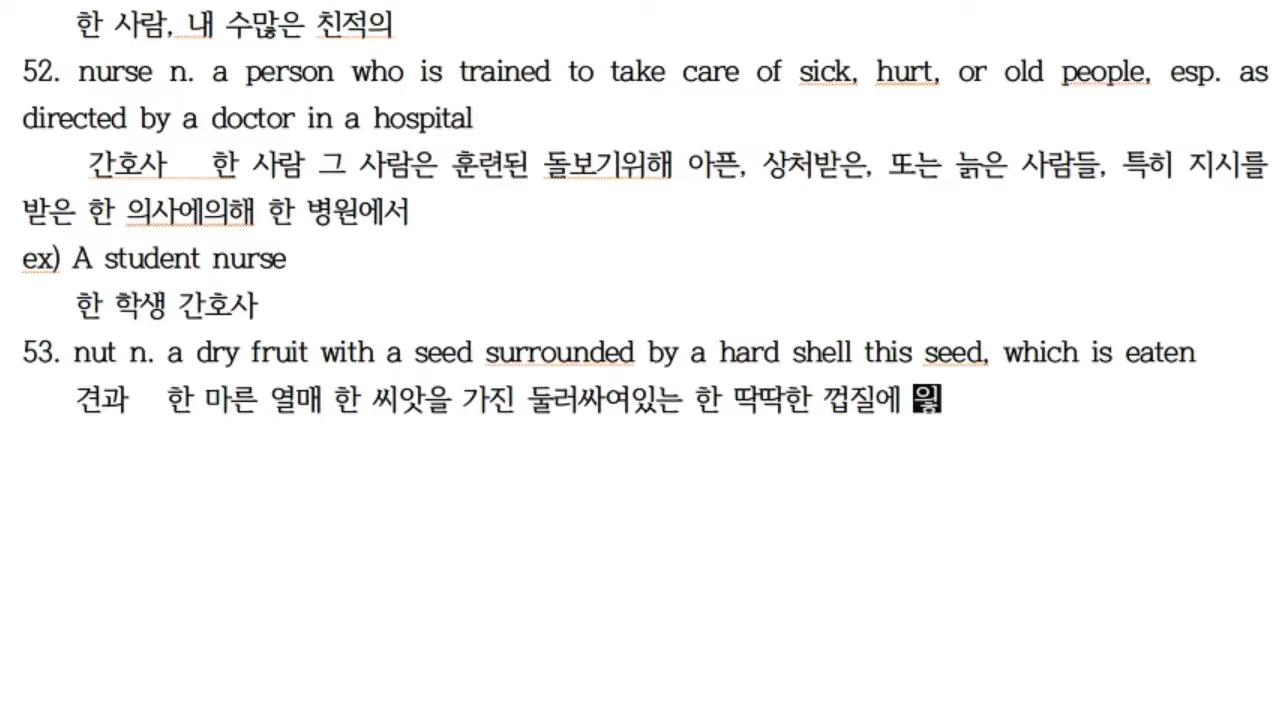 한 사람, 내 수많은 친적의
52. nurse n. a person who is trained to take care of sick, hurt, or old people, esp. as
directed by a doctor in a hospital
간호사 한 사람 그 사람은 훈련된 돌보기위해 아픈, 상처받은, 또는 늙은 사람들, 특히 지시를
받은 한 의사에의해 한 병원에서
ex) A student nurse
한 학생 간호사
53. nut n. a dry fruit with a seed surrounded by a hard shell this seed, which is eaten
견과 한 마른 열매 한 씨앗을 가진 둘러싸여있는 한 딱딱한 껍질에